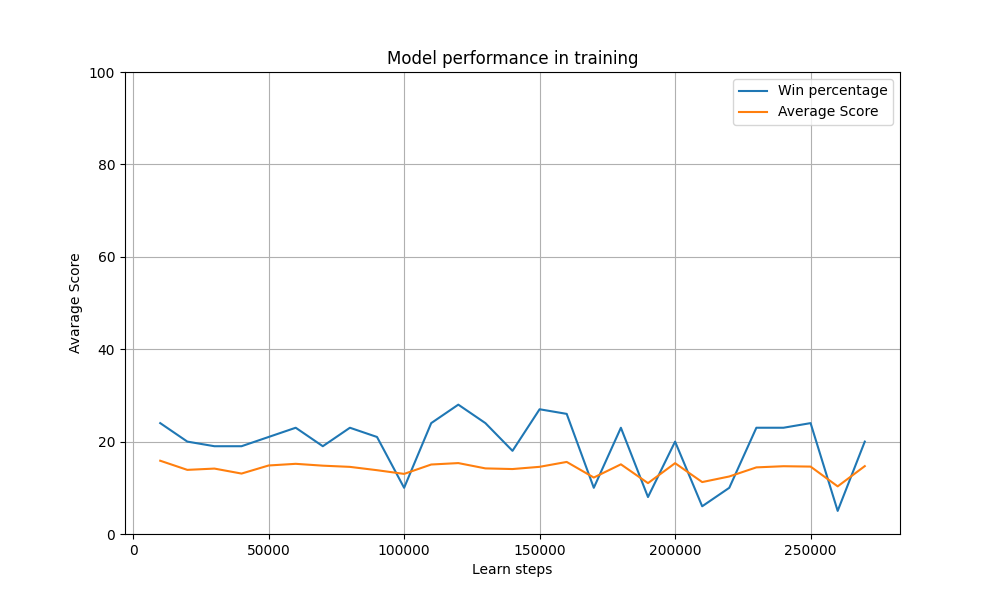 Model performance in training
Win percentage
Average Score
100
80
60
40
20
0
Avarage Score
0 50000 100000 150000 200000 250000
Learn steps